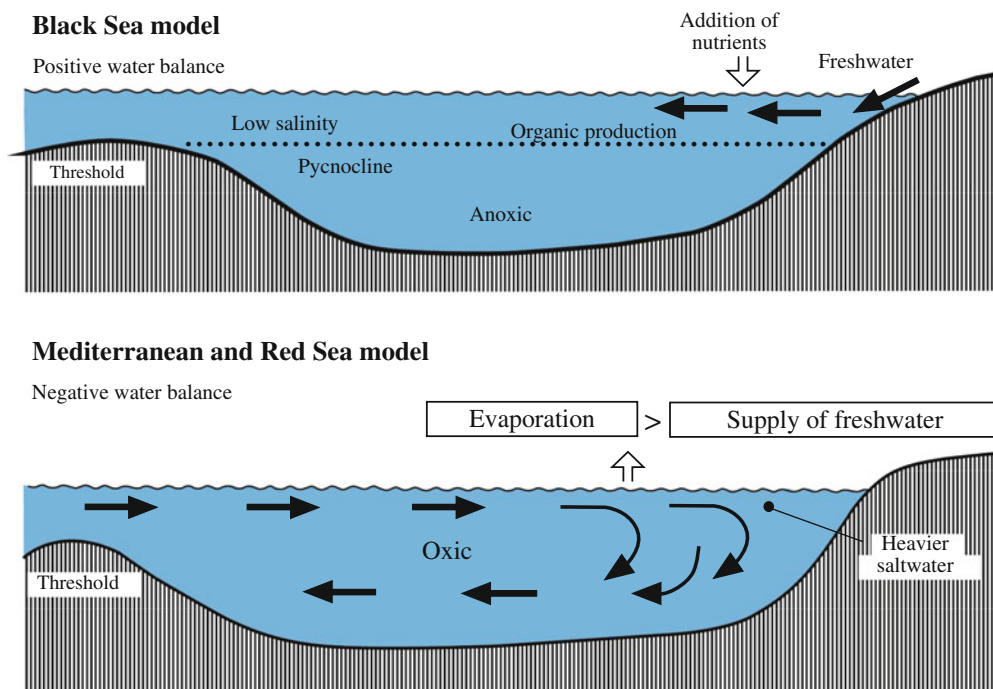 Black Sea model
Positive water balance
Addition of
nutrients
Freshwater
Low salinity
Organic production
Threshold
Pycnocline
Anoxic
Mediterranean and Red Sea model
Negative water balance
Evaporation > Supply of freshwater
Oxic
Heavier
saltwater
Threshold